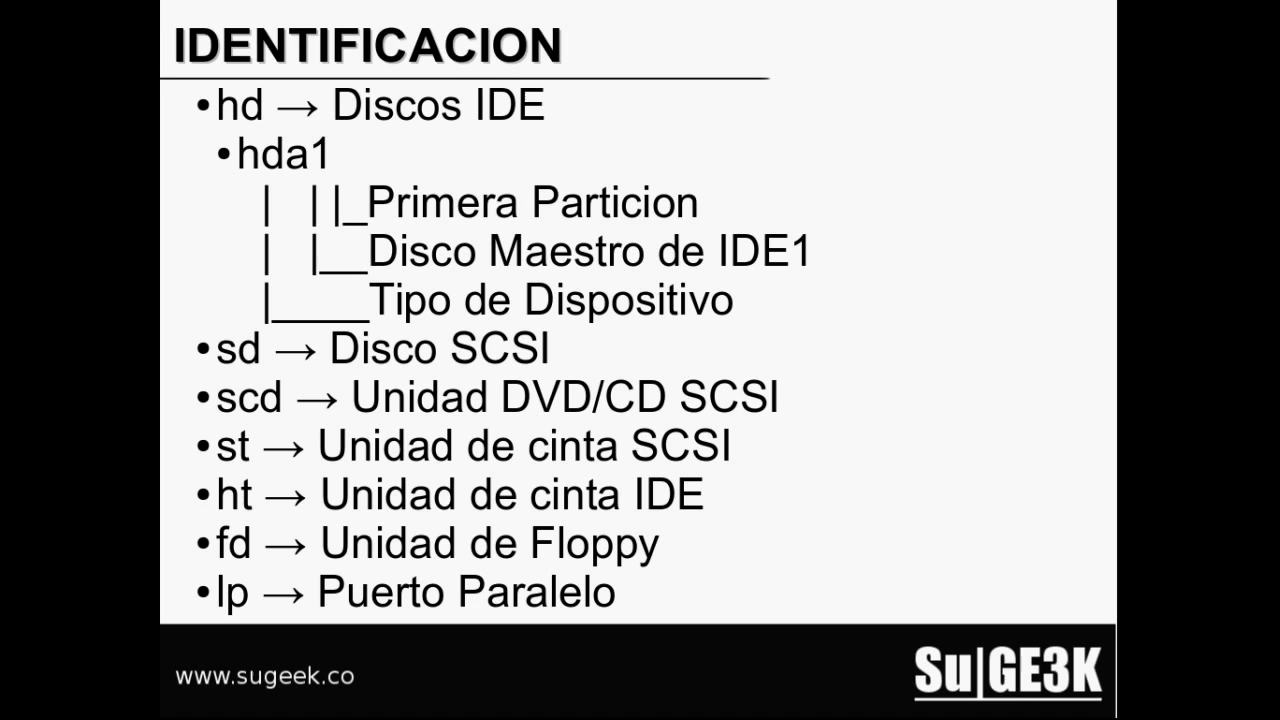 IDENTIFICACION
•hd → Discos IDE
•hda1
| | |_Primera Particion
| |__Disco Maestro de IDE1
|____Tipo de Dispositivo
•sd → Disco SCSI
•scd → Unidad DVD/CD SCSI
•st → Unidad de cinta SCSI
•ht → Unidad de cinta IDE
•fd → Unidad de Floppy
•lp → Puerto Paralelo
www.sugeek.co
Su|GE3K